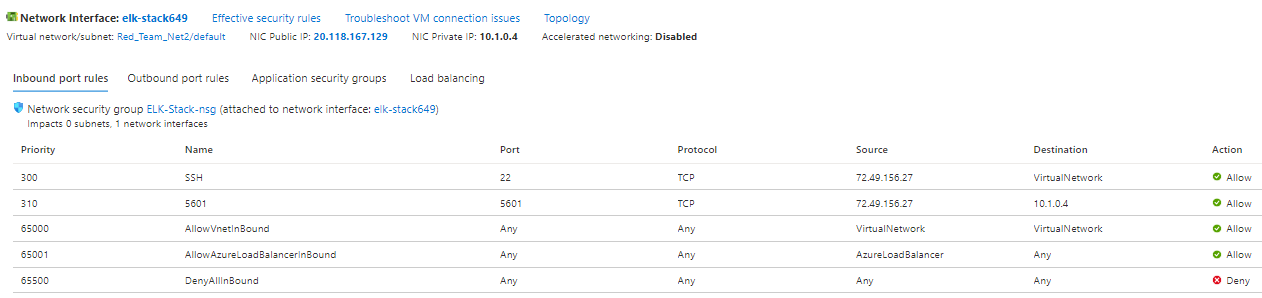 Network Interface: elk-stack649 Effective security rules Troubleshoot VM connection issues Topology
Virtual network/subnet: Red_Team_Net2/default NIC Public IP: 20.118.167.129 NIC Private IP: 10.1.0.4 Accelerated networking: Disabled
Inbound port rules Outbound port rules Application security groups Load balancing
Network security group ELK-Stack-nsg (attached to network interface: elk-stack649)
Impacts 0 subnets, 1 network interfaces
Priority Name Port Protocol Source Destination Action
300 SSH 22 TCP 72.49.156.27 VirtualNetwork Allow
310 5601 5601 TCP 72.49.156.27 10.1.0.4 Allow
65000 AllowVnetInBound Any Any VirtualNetwork VirtualNetwork Allow
65001 AllowAzureLoadBalancerInBound Any Any AzureLoadBalancer Any Allow
65500 DenyAllInBound Any Any Any Any Deny